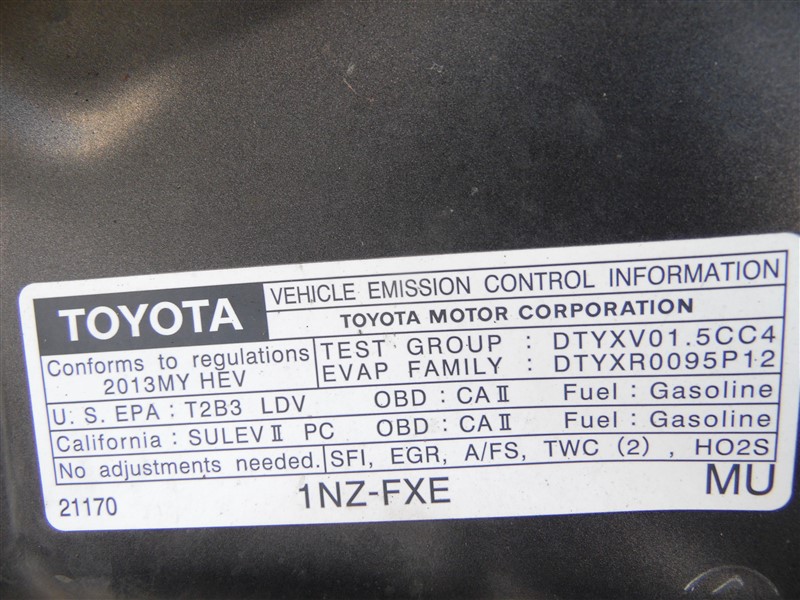 TOYOTA
VEHICLE EMISSION CONTROL INFORMATION
TOYOTA MOTOR CORPORATION
Conforms to regulations
2013MY HEV
TEST GROUP : DTYXV01.5CC4
EVAP FAMILY : DTYXR0095P12
U. S. EPA : T2B3 LDV OBD : CA II Fuel : Gasoline
California : SULEV II PC OBD : CA II Fuel : Gasoline
No adjustments needed. SFI, EGR, A/FS, TWC (2) , HO2S
21170 1NZ-FXE MU